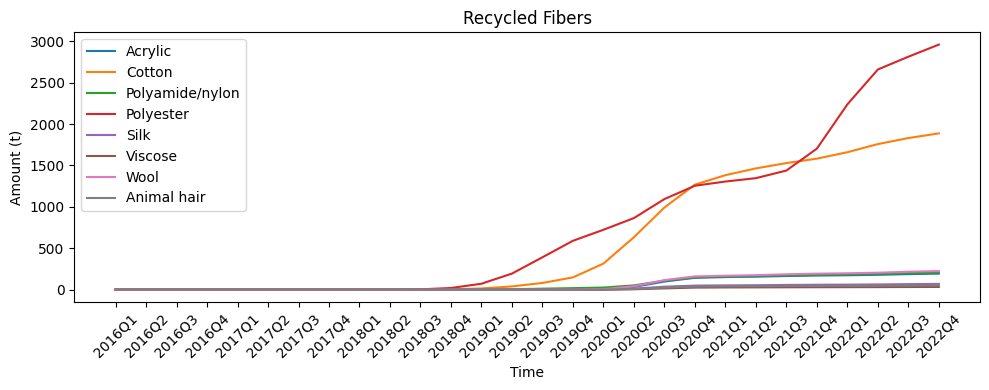 Recycled Fibers
Amount (t)
3000
2500
2000
1500
1000
500
0
Acrylic
Cotton
Polyamide/nylon
Polyester
Silk
Viscose
Wool
Animal hair
2016Q1
2016Q2
2016Q3
2016Q4
2017Q1
2017Q2
2017Q3
2017Q4
2018Q1
2018Q2
2018Q3
2018Q4
2019Q1
2019Q2
2019Q3
2019Q4
2020Q1
2020Q2
2020Q3
2020Q4
2021Q1
2021Q2
2021Q3
2021Q4
2022Q1
2022Q2
2022Q3
2022Q4
Time